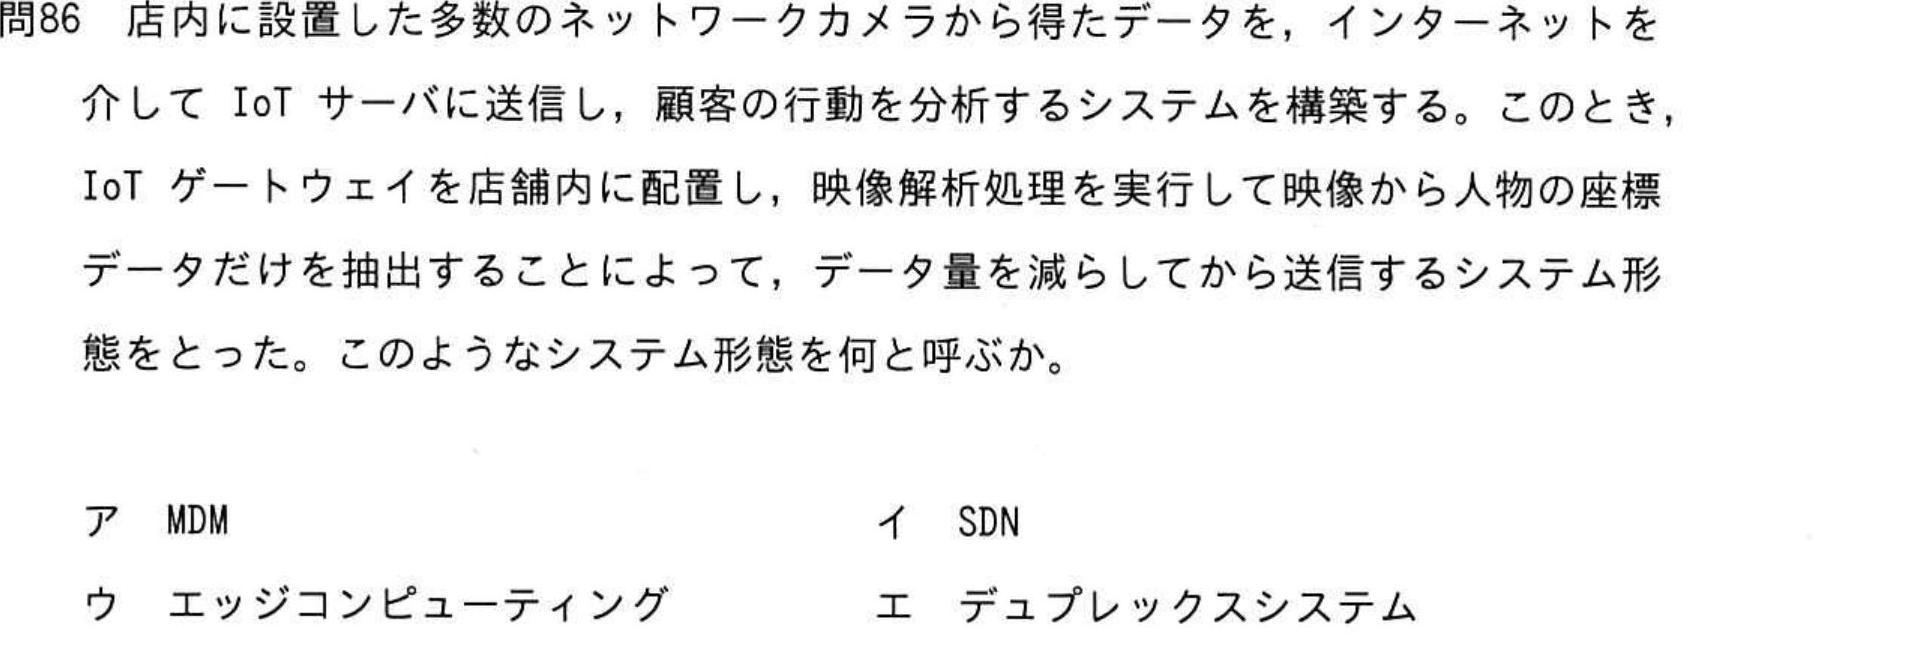 問86　店内に設置した多数のネットワークカメラから得たデータを，インターネットを
介して IoT サーバに送信し，顧客の行動を分析するシステムを構築する。このとき，
IoT ゲートウェイを店舗内に配置し，映像解析処理を実行して映像から人物の座標
データだけを抽出することによって，データ量を減らしてから送信するシステム形
態をとった。このようなシステム形態を何と呼ぶか。
ア　MDM　イ　SDN
ウ　エッジコンピューティング　エ　デュプレックスシステム